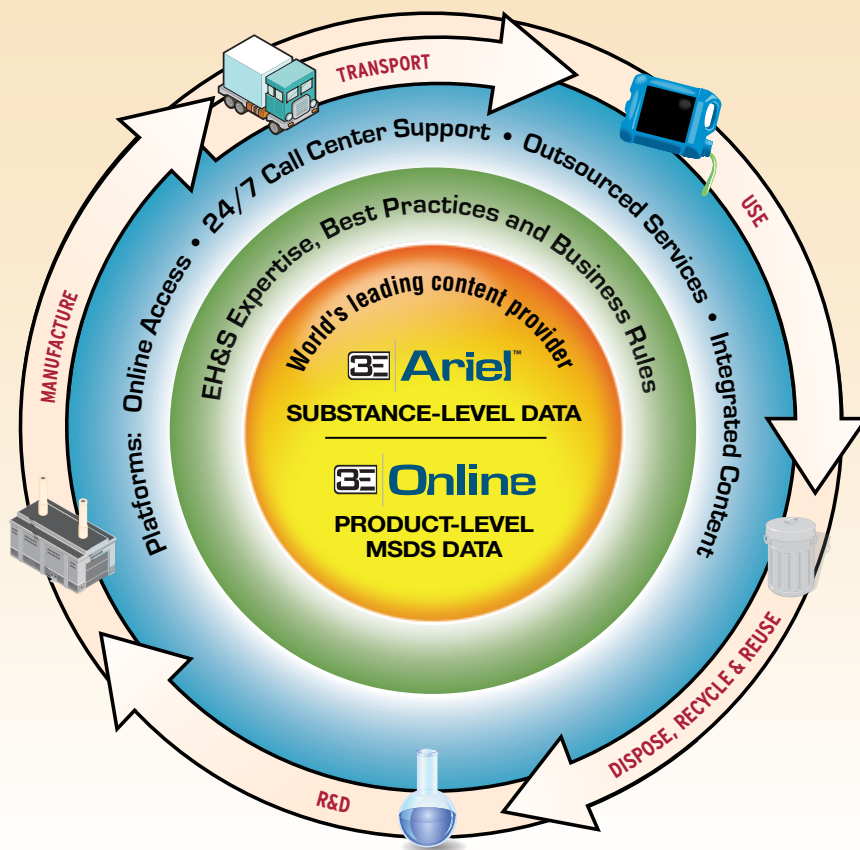 TRANSPORT
USE
DISPOSE, RECYCLE & REUSE
R&D
MANUFACTURE
Platforms: Online Access • 24/7 Call Center Support • Outsourced Services • Integrated Content
EH&S Expertise, Best Practices and Business Rules
World's leading content provider
3E Ariel™
SUBSTANCE-LEVEL DATA
3E Online
PRODUCT-LEVEL
MSDS DATA